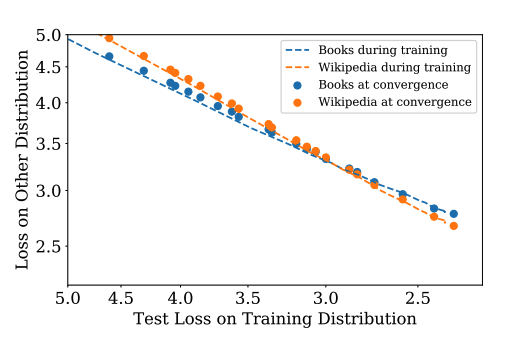 5.0
4.5
4.0
3.5
3.0
2.5
Loss on Other Distribution
Books during training
Wikipedia during training
Books at convergence
Wikipedia at convergence
5.0 4.5 4.0 3.5 3.0 2.5
Test Loss on Training Distribution